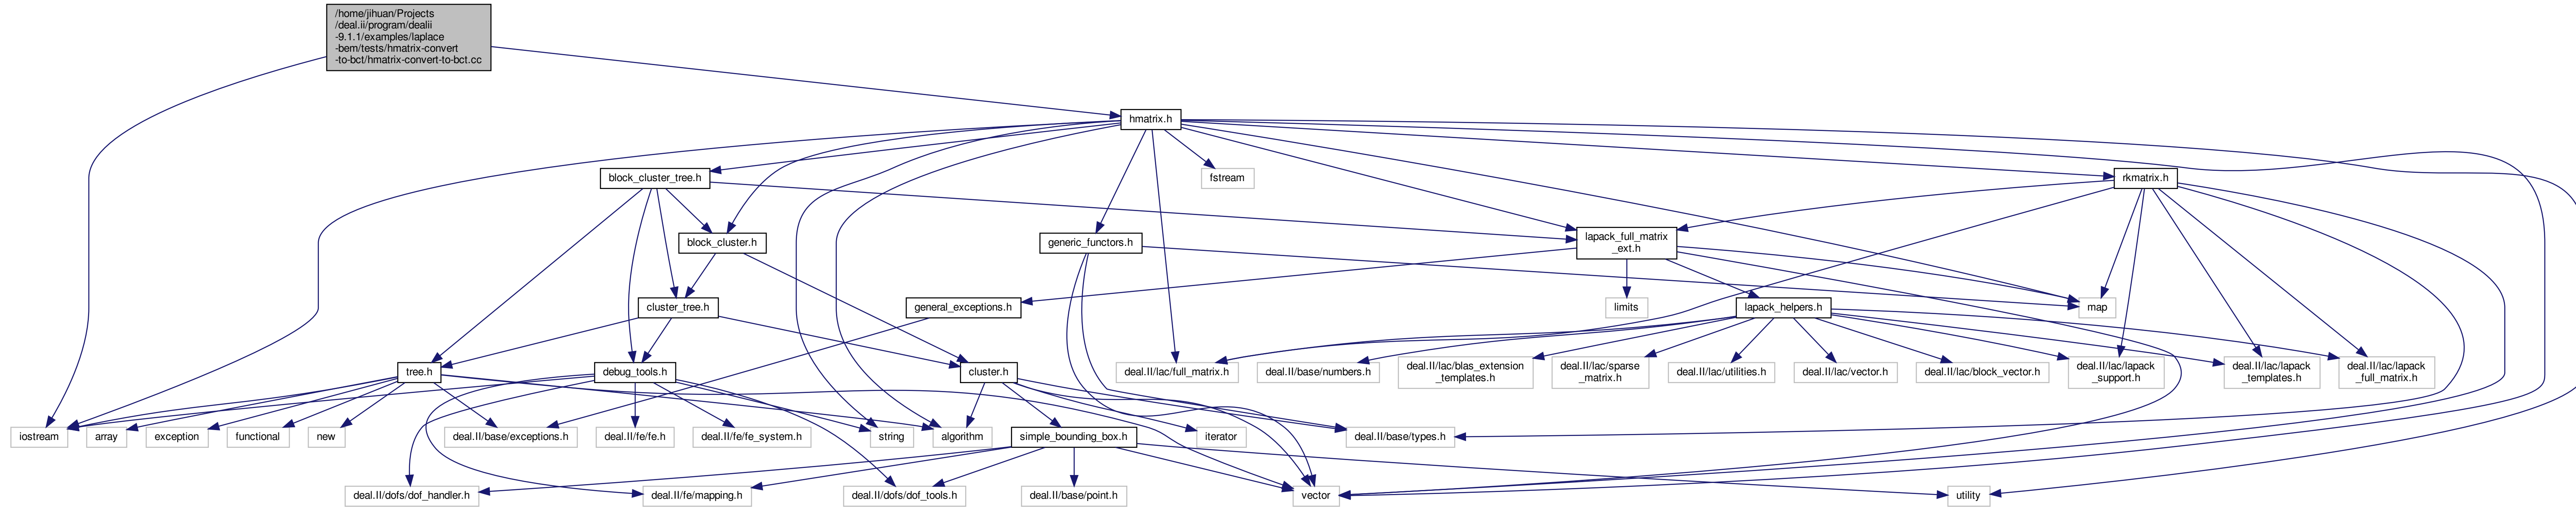 /home/jihuan/Projects
/deal.ii/program/dealii
-9.1.1/examples/laplace
-bem/tests/hmatrix-convert
-to-bct/hmatrix-convert-to-bct.cc
hmatrix.h
block_cluster_tree.h
fstream
rkmatrix.h
block_cluster.h
generic_functors.h
lapack_full_matrix
_ext.h
cluster_tree.h
general_exceptions.h
limits
lapack_helpers.h
map
tree.h
debug_tools.h
cluster.h
deal.II/lac/full_matrix.h
deal.II/base/numbers.h
deal.II/lac/blas_extension
_templates.h
deal.II/lac/sparse
_matrix.h
deal.II/lac/utilities.h
deal.II/lac/vector.h
deal.II/lac/block_vector.h
deal.II/lac/lapack
_support.h
deal.II/lac/lapack
_templates.h
deal.II/lac/lapack
_full_matrix.h
iostream
array
exception
functional
new
deal.II/base/exceptions.h
deal.II/fe/fe.h
deal.II/fe/fe_system.h
string
algorithm
simple_bounding_box.h
iterator
deal.II/base/types.h
deal.II/dofs/dof_handler.h
deal.II/fe/mapping.h
deal.II/dofs/dof_tools.h
deal.II/base/point.h
vector
utility